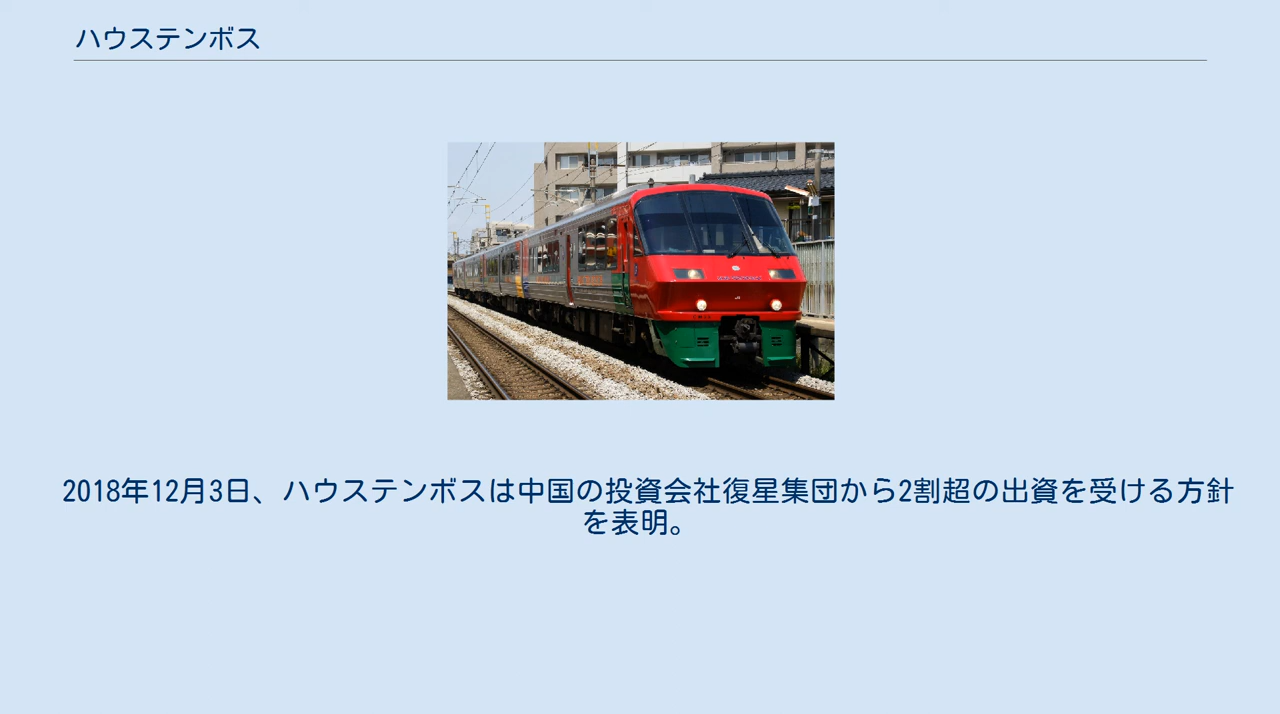 ハウステンボス
2018年12月3日、ハウステンボスは中国の投資会社復星集団から2割超の出資を受ける方針
を表明。